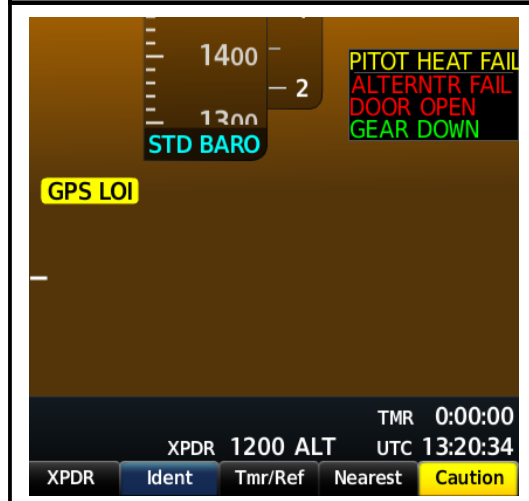 1400
2
PITOT HEAT FAIL
ALTERNTR FAIL
1300
DOOR OPEN
STD BARO
GEAR DOWN
GPS LOI
TMR 0:00:00
XPDR 1200 ALT UTC 13:20:34
XPDR Ident Tmr/Ref Nearest Caution